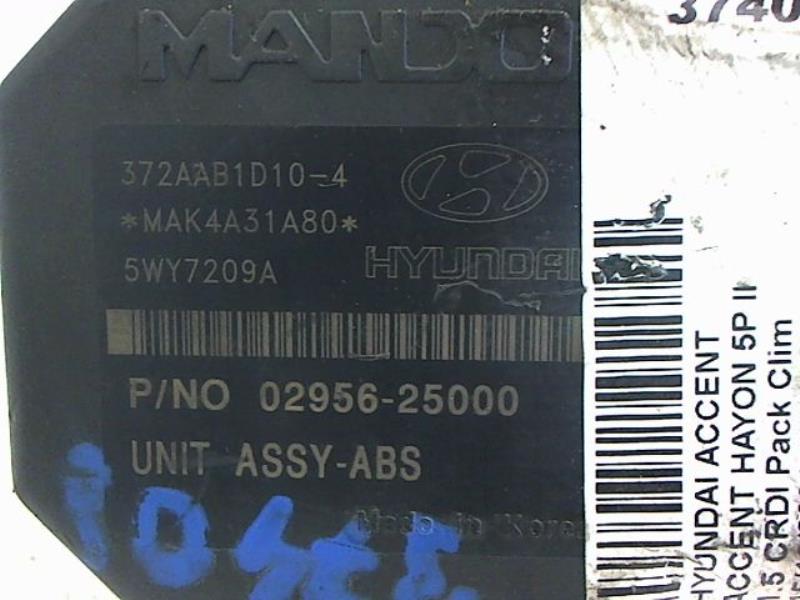 MANDO
3740
372AAB1D10-4
*MAK4A31A80*
5WY7209A
HYUNDAI
P/NO 02956-25000
UNIT ASSY-ABS
Made in Korea
HYUNDAI ACCENT
ACCENT HAYON 5P II
1.5 CRDI Pack Clim